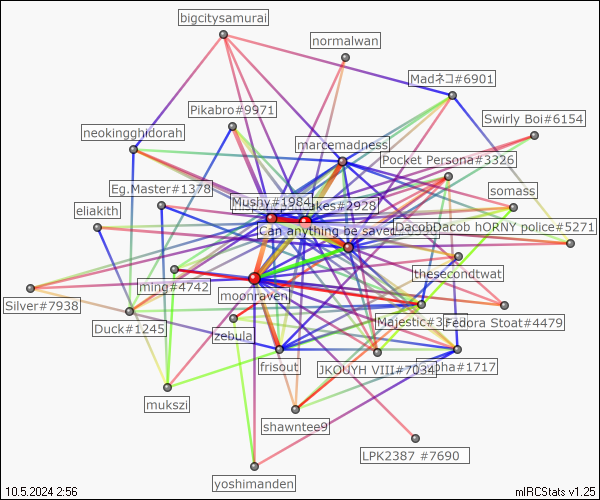 bigcitysamurai
normalwan
Madネコ#6901
Pikabro#9971
Swirly Boi#6154
neokingghidorah
marcemadness
Pocket Persona#3326
Eg.Master#1378
Mushy#1984
akes#2928
somass
eliakith
Can anything be saved
DacobDacob hORNY police#5271
thesecondtwat
ming#4742
moonraven
Silver#7938
Duck#1245
zebula
Majestic#3
Fedora Stoat#4479
frisout
JKOUYH VIII#7034
pha#1717
mukszi
shawntee9
LPK2387 #7690
yoshimanden
10.5.2024 2:56
mIRCStats v1.25